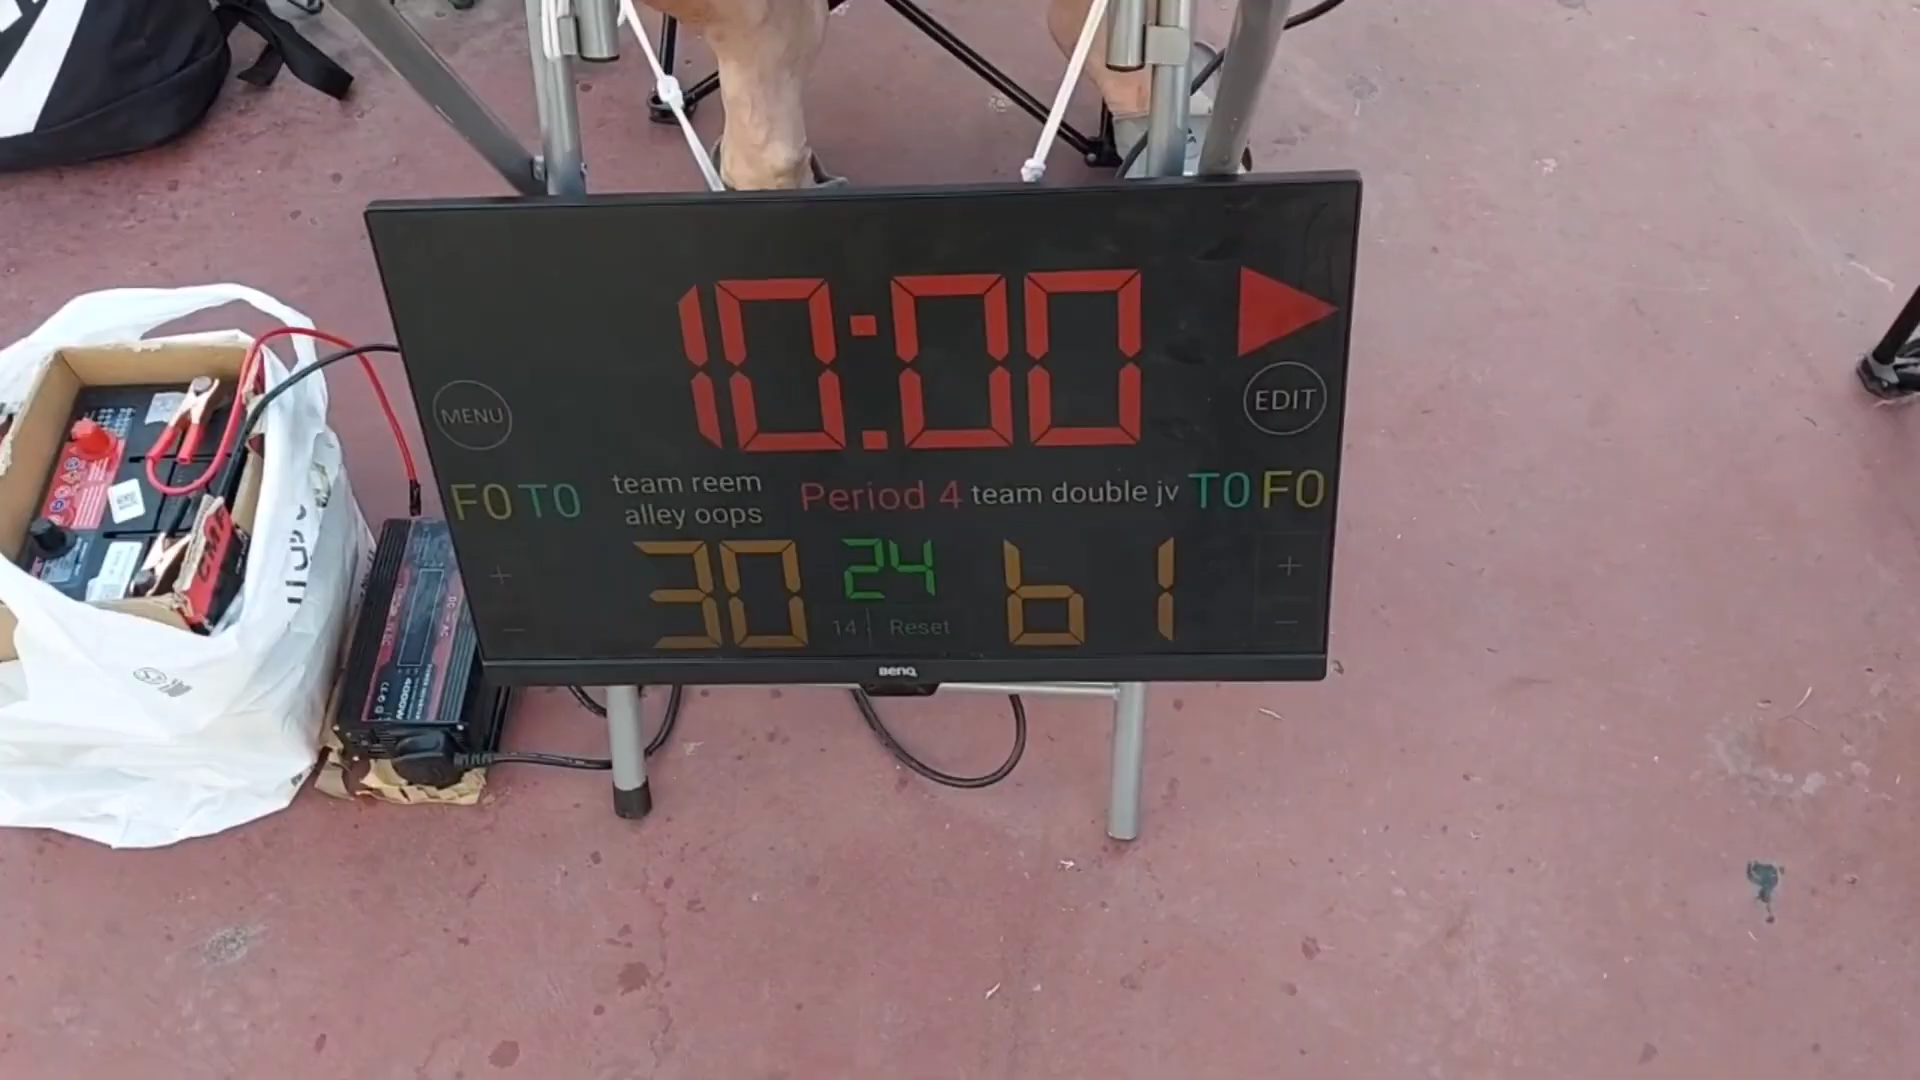 10:00
MENU
EDIT
F0 T0
team reem
alley oops
Period 4
team double jv
T0 F0
+
30
24
61
+
-
14
Reset
-
BenQ
4000W